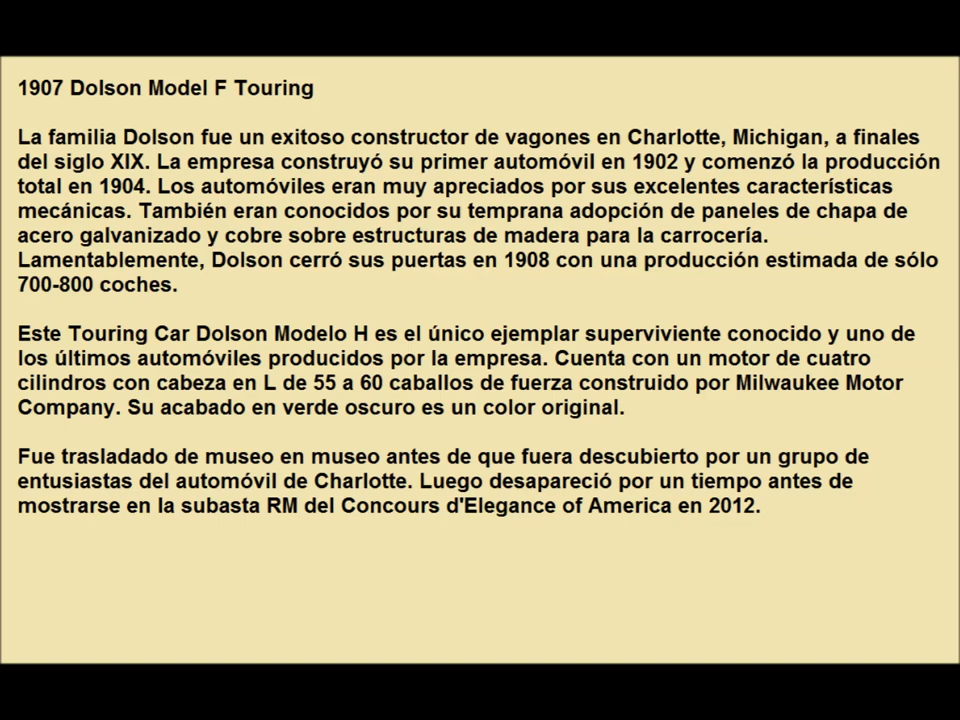 1907 Dolson Model F Touring
La familia Dolson fue un exitoso constructor de vagones en Charlotte, Michigan, a finales
del siglo XIX. La empresa construyó su primer automóvil en 1902 y comenzó la producción
total en 1904. Los automóviles eran muy apreciados por sus excelentes características
mecánicas. También eran conocidos por su temprana adopción de paneles de chapa de
acero galvanizado y cobre sobre estructuras de madera para la carrocería.
Lamentablemente, Dolson cerró sus puertas en 1908 con una producción estimada de sólo
700-800 coches.
Este Touring Car Dolson Modelo H es el único ejemplar superviviente conocido y uno de
los últimos automóviles producidos por la empresa. Cuenta con un motor de cuatro
cilindros con cabeza en L de 55 a 60 caballos de fuerza construido por Milwaukee Motor
Company. Su acabado en verde oscuro es un color original.
Fue trasladado de museo en museo antes de que fuera descubierto por un grupo de
entusiastas del automóvil de Charlotte. Luego desapareció por un tiempo antes de
mostrarse en la subasta RM del Concours d'Elegance of America en 2012.